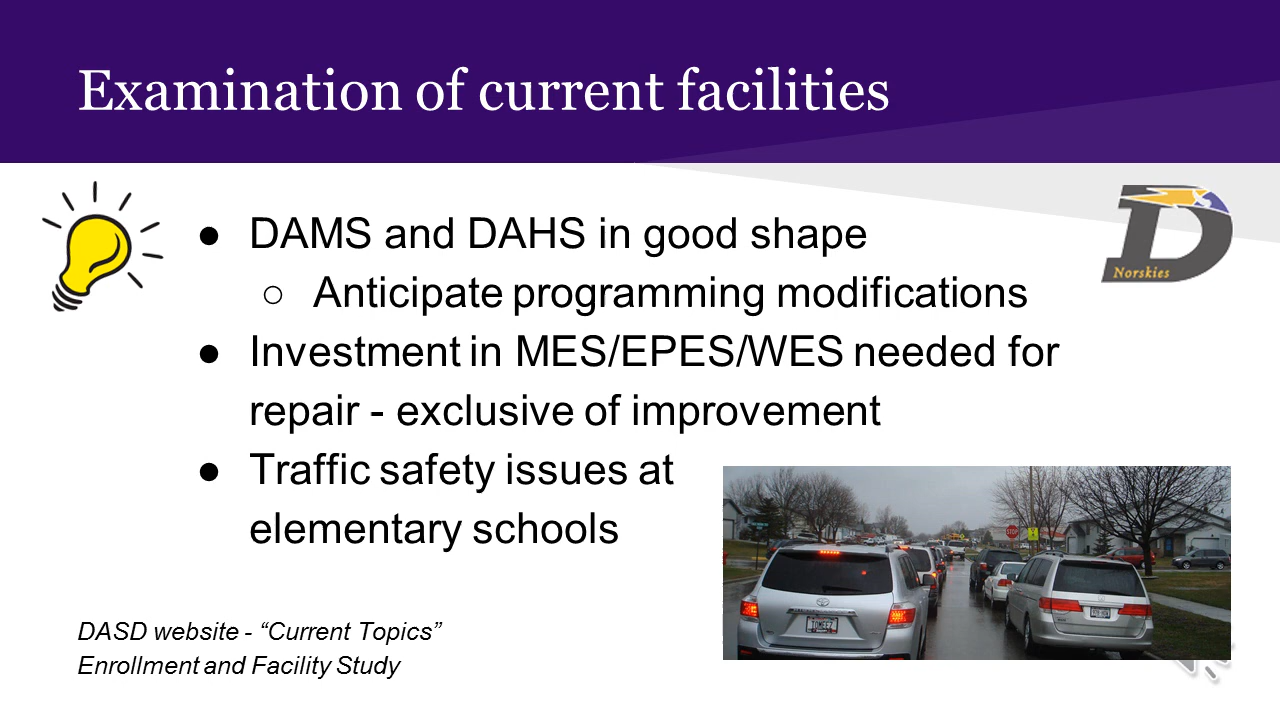 Examination of current facilities
● DAMS and DAHS in good shape
○ Anticipate programming modifications
● Investment in MES/EPES/WES needed for
repair - exclusive of improvement
● Traffic safety issues at
elementary schools
Norskies
STOP
DASD website - “Current Topics”
Enrollment and Facility Study